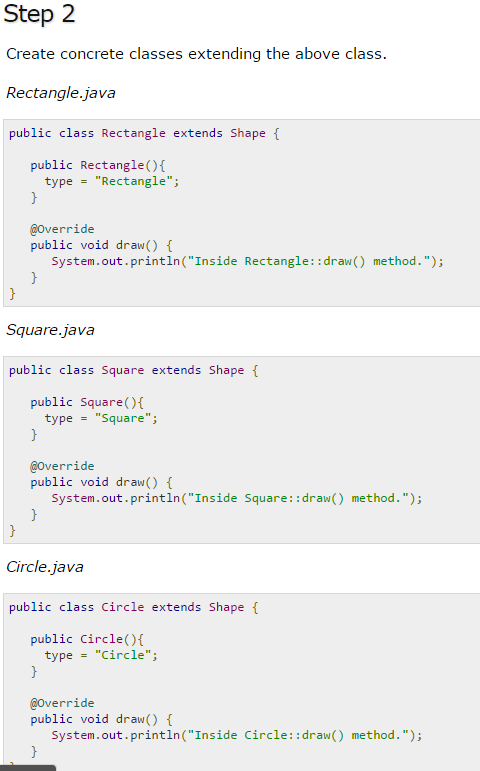 Step 2
Create concrete classes extending the above class.
Rectangle.java
public class Rectangle extends Shape {
public Rectangle(){
type = "Rectangle";
}
@Override
public void draw() {
System.out.println("Inside Rectangle::draw() method.");
}
}
Square.java
public class Square extends Shape {
public Square(){
type = "Square";
}
@Override
public void draw() {
System.out.println("Inside Square::draw() method.");
}
}
Circle.java
public class Circle extends Shape {
public Circle(){
type = "Circle";
}
@Override
public void draw() {
System.out.println("Inside Circle::draw() method.");
}